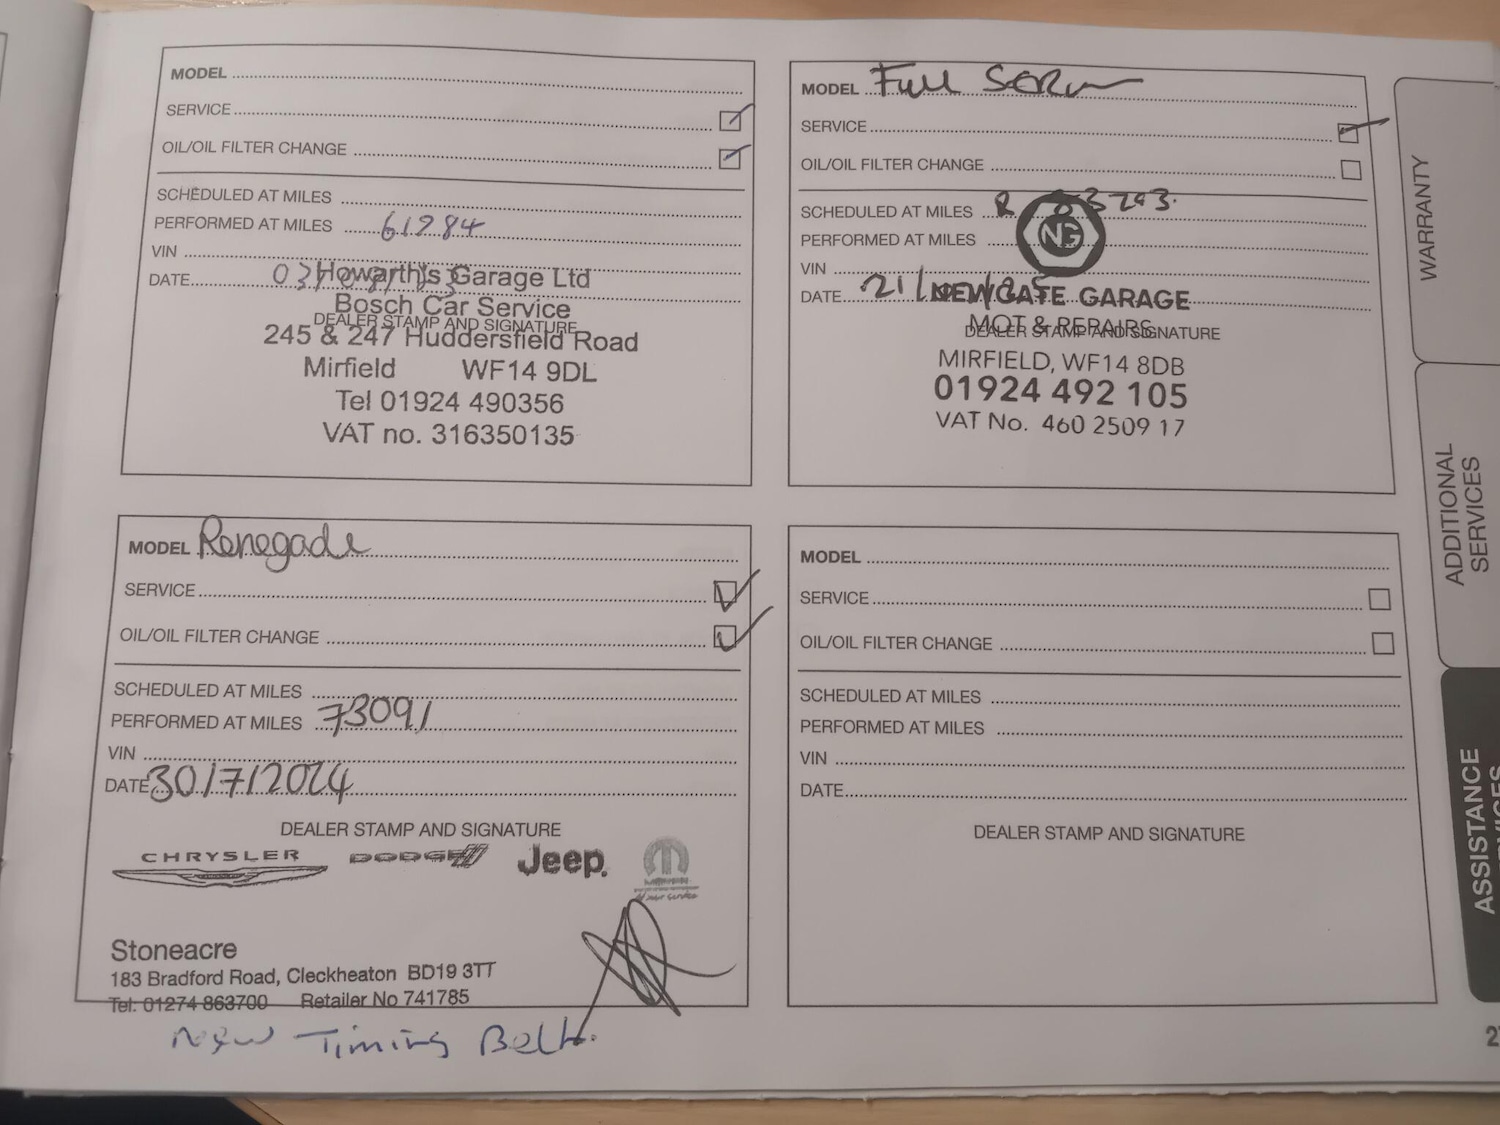 MODEL
SERVICE
OIL/OIL FILTER CHANGE
SCHEDULED AT MILES
PERFORMED AT MILES 61984
VIN
DATE 03/
Howarth's Garage Ltd
Bosch Car Service
DEALER STAMP AND SIGNATURE
245 & 247 Huddersfield Road
Mirfield WF14 9DL
Tel 01924 490356
VAT no. 316350135
MODEL Full
SERVICE
OIL/OIL FILTER CHANGE
SCHEDULED AT MILES 83293
PERFORMED AT MILES
NG
VIN
DATE 21/
NEWGATE GARAGE
MOT & REPAIRS
DEALER STAMP AND SIGNATURE
MIRFIELD, WF14 8DB
01924 492 105
VAT No. 460 2509 17
MODEL Renegade
SERVICE
OIL/OIL FILTER CHANGE
SCHEDULED AT MILES
PERFORMED AT MILES 73091
VIN
DATE 30/7/2024
DEALER STAMP AND SIGNATURE
CHRYSLER DODGE Jeep
Stoneacre
183 Bradford Road, Cleckheaton BD19 3TT
Tel: 01274 863700 Retailer No 741785
New Timing Belt.
MODEL
SERVICE
OIL/OIL FILTER CHANGE
SCHEDULED AT MILES
PERFORMED AT MILES
VIN
DATE
DEALER STAMP AND SIGNATURE
WARRANTY
ADDITIONAL
SERVICES
ASSISTANCE